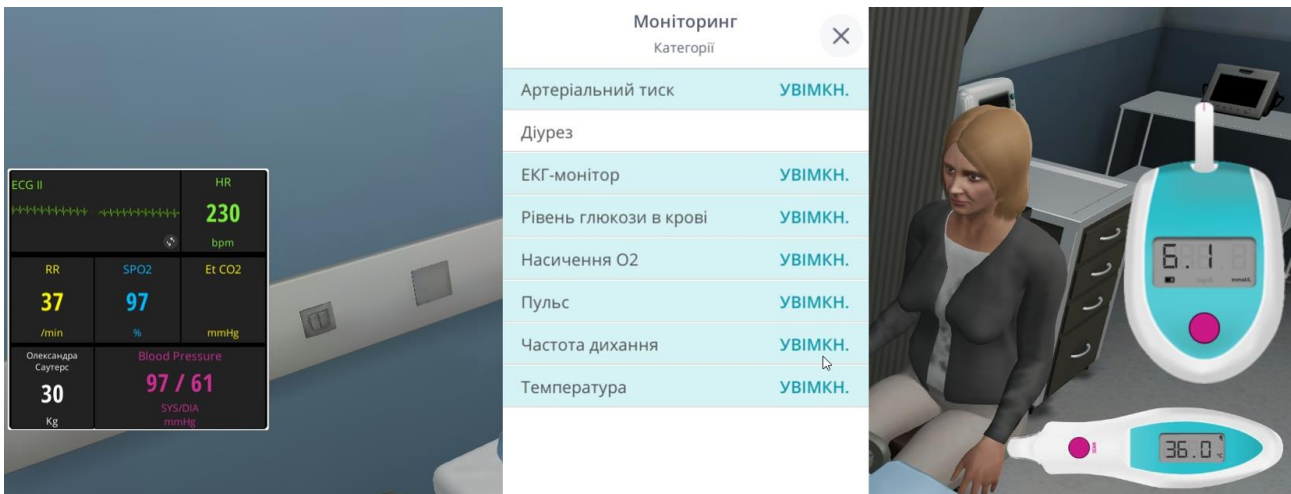 ECG II
HR
230
bpm
RR
SPO2
Et CO2
37
97
/min
%
mmHg
Олександра
Саутерс
30
Kg
Blood Pressure
97 / 61
SYS/DIA
mmHg
Моніторинг
Категорії
Артеріальний тиск УВІМКН.
Діурез
ЕКГ-монітор УВІМКН.
Рівень глюкози в крові УВІМКН.
Насичення О2 УВІМКН.
Пульс УВІМКН.
Частота дихання УВІМКН.
Температура УВІМКН.
6.1
mmol/L
36.0